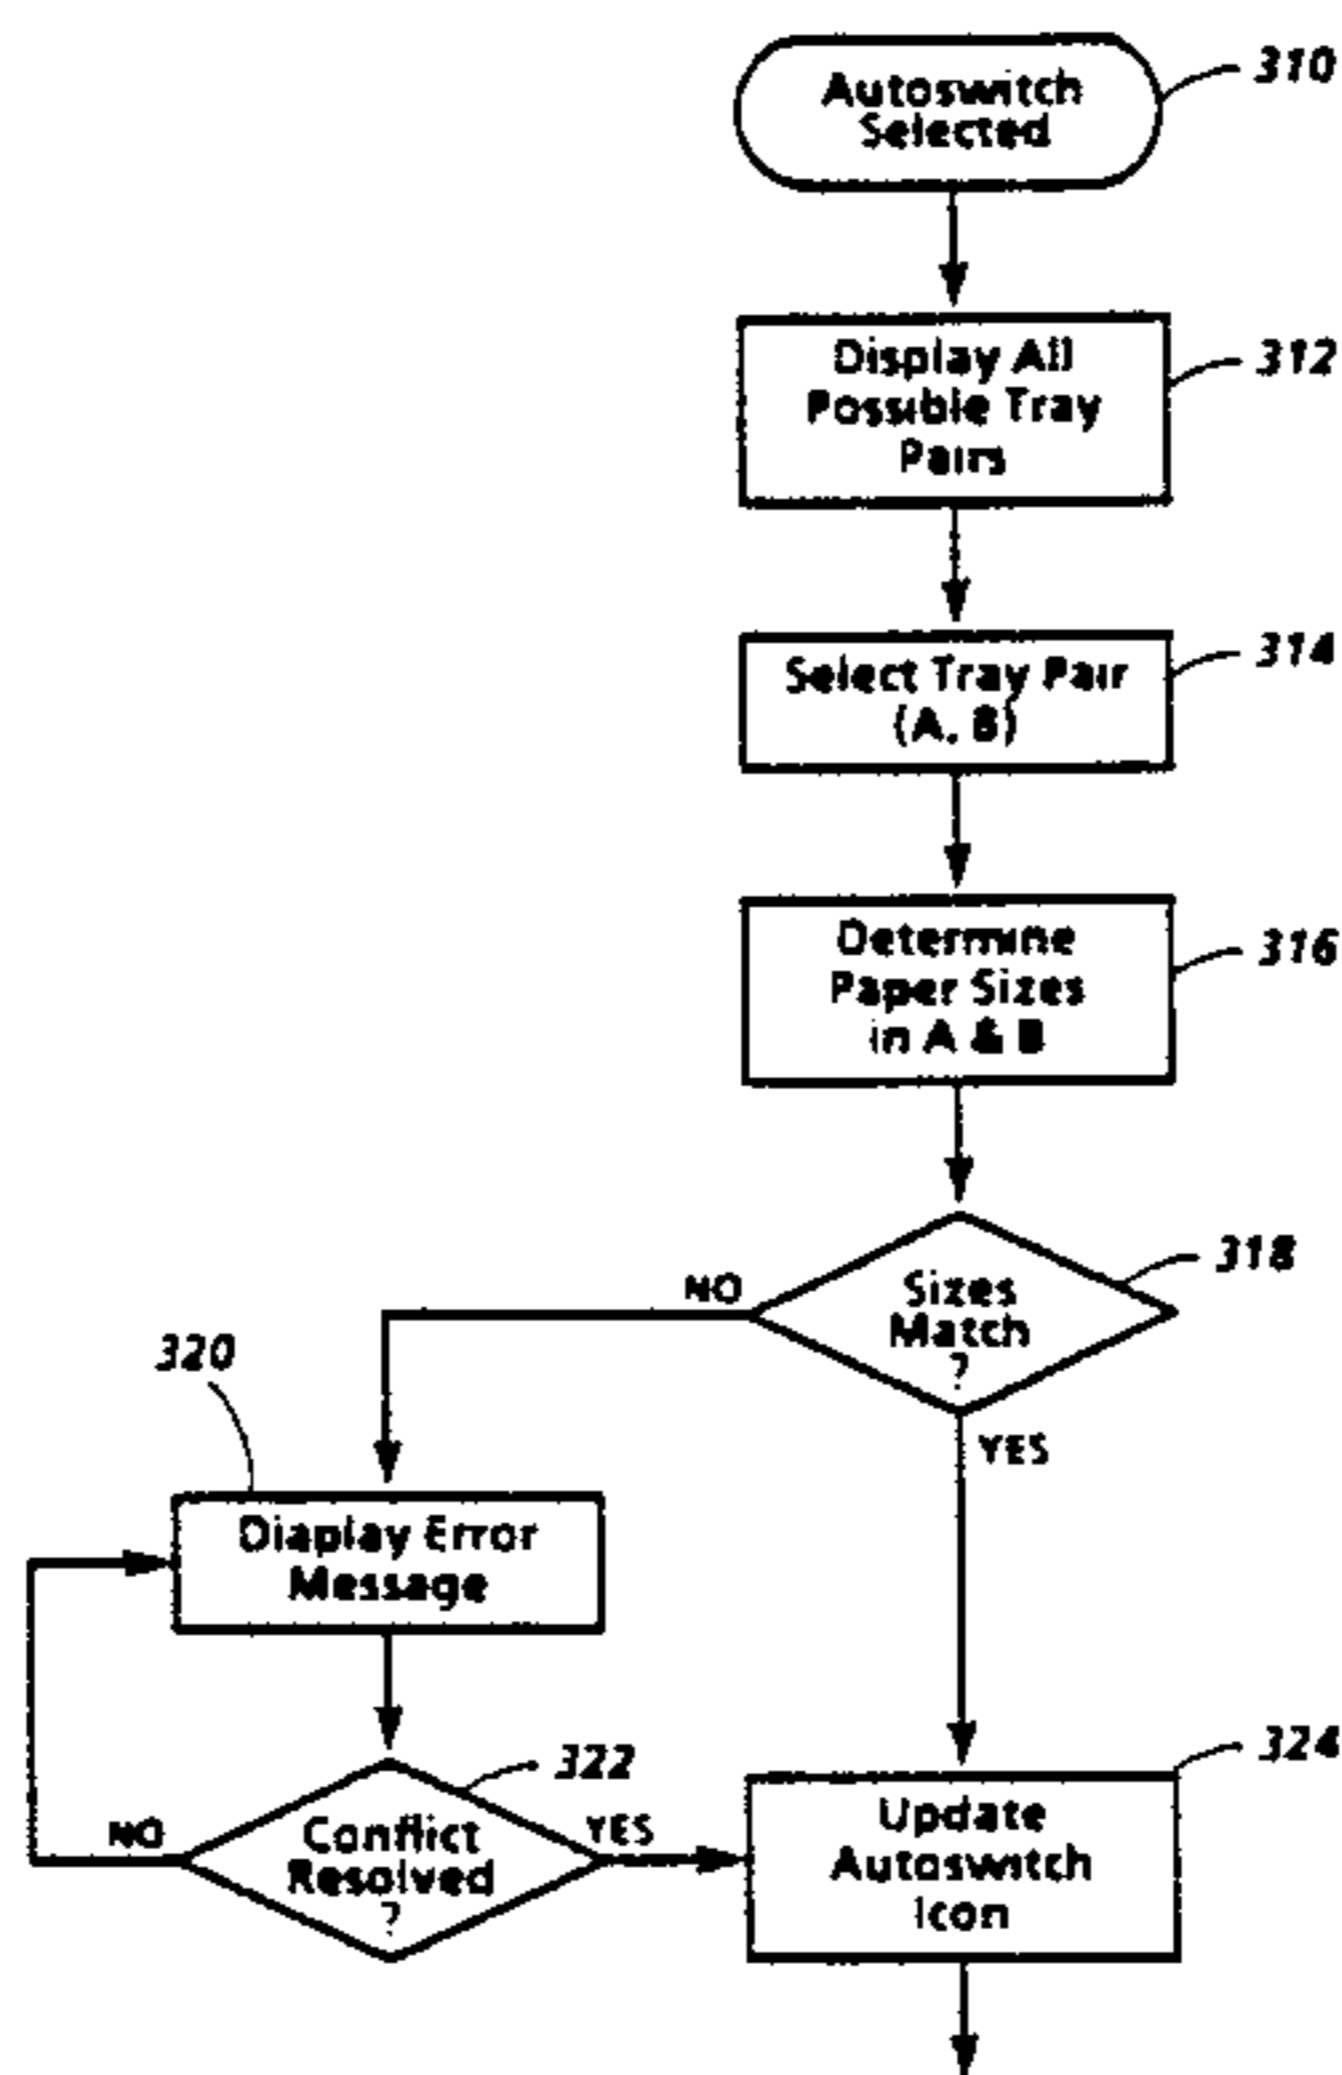 Autoswitch
Selected
310
Display All
Possible Tray
Pairs
312
Select Tray Pair
(A, B)
314
Determine
Paper Sizes
in A & B
316
Sizes
Match
?
318
NO
YES
320
Diaplay Error
Message
Conflict
Resolved
?
322
NO
YES
Update
Autoswitch
Icon
324